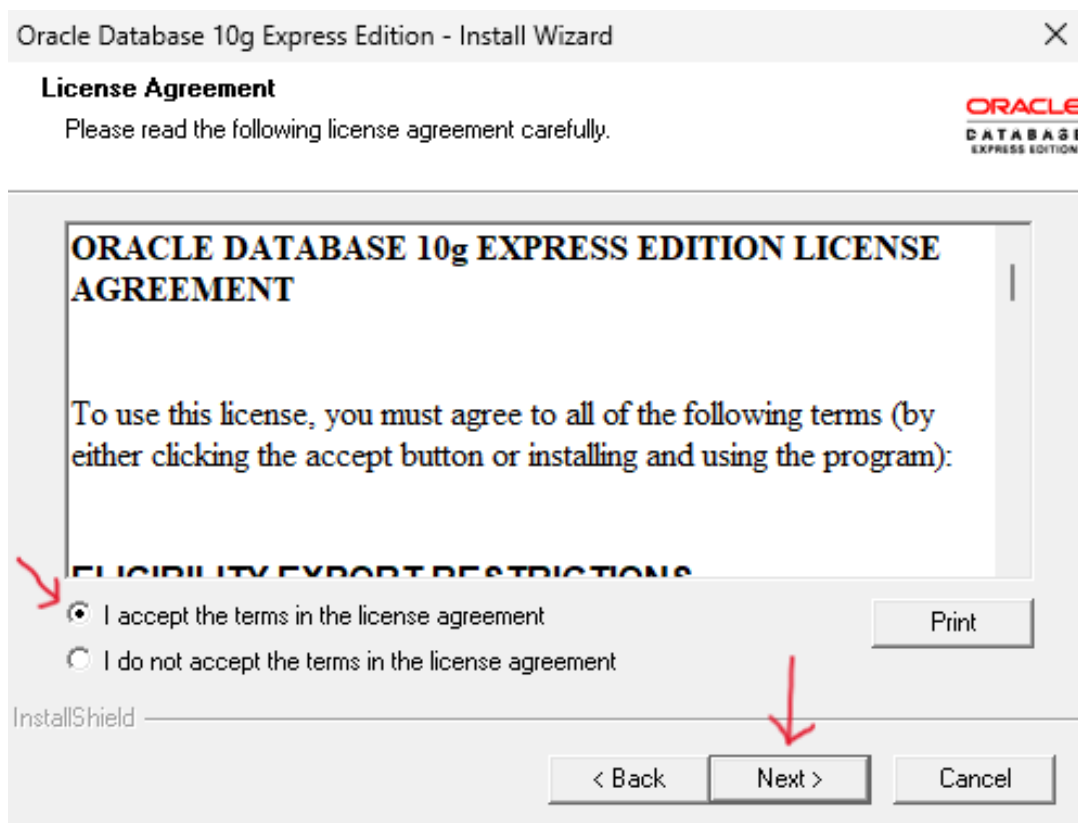 Oracle Database 10g Express Edition - Install Wizard
License Agreement
Please read the following license agreement carefully.
ORACLE
DATABASE
EXPRESS EDITION
ORACLE DATABASE 10g EXPRESS EDITION LICENSE
AGREEMENT
To use this license, you must agree to all of the following terms (by
either clicking the accept button or installing and using the program):
ELIGIBILITY EXPORT RESTRICTIONS
I accept the terms in the license agreement
Print
I do not accept the terms in the license agreement
InstallShield
< Back
Next >
Cancel